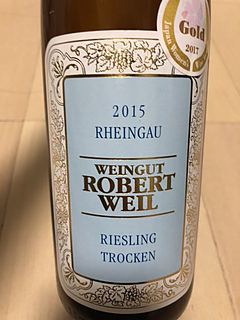 Gold
2017
2015
RHEINGAU
WEINGUT
ROBERT
WEIL
RIESLING
TROCKEN